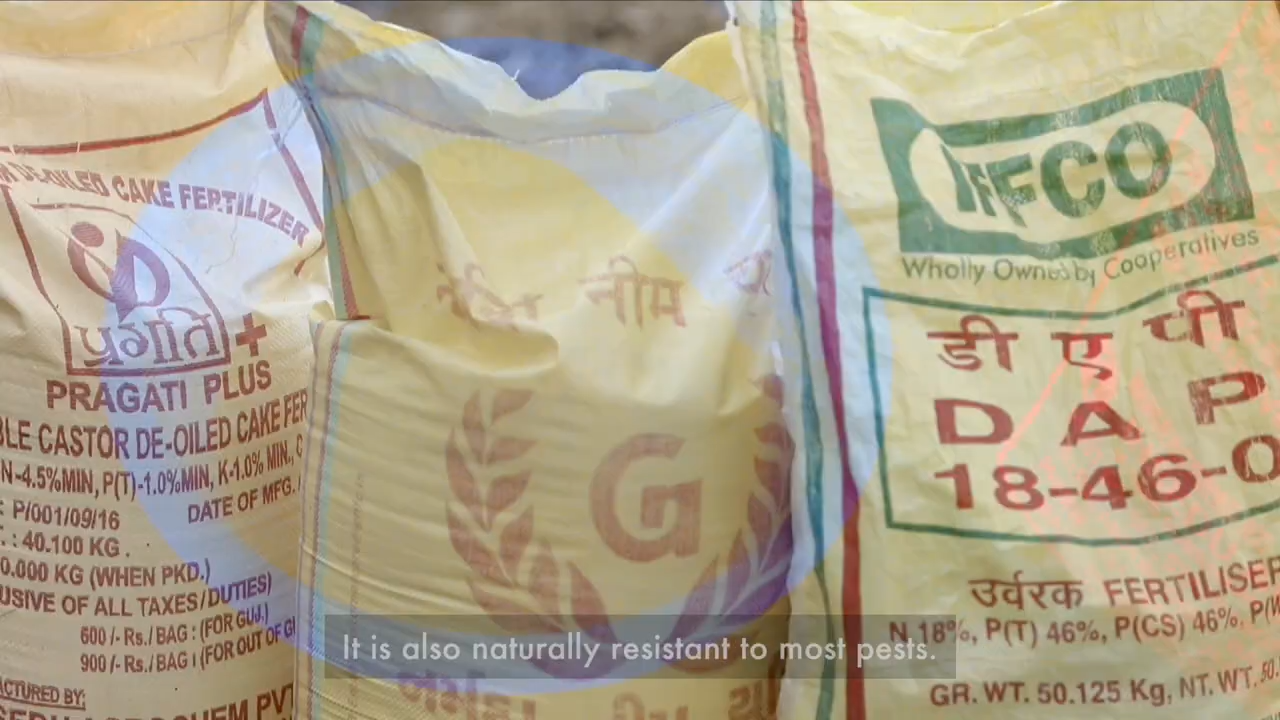 DE-OILED CAKE FERTILIZER
प्रगति +
PRAGATI PLUS
CASTOR DE-OILED CAKE
N-4.5%MIN, P(T)-1.0%MIN, K-1.0% MIN.,
DATE OF MFG.
: P/001/09/16
: 40.100 KG.
0.000 KG (WHEN PKD.)
OF ALL TAXES/DUTIES)
600/- Rs./BAG : (FOR GUJ.)
900/- Rs./BAG : (FOR OUT OF
BY:
नीम
G
IFFCO
Wholly Owned by Cooperatives
डी ए पी
D A P
18-46-0
उर्वरक FERTILISER
N 18%, P(T) 46%, P(CS) 46%,
GR. WT. 50.125 Kg, NT. WT.
It is also naturally resistant to most pests.